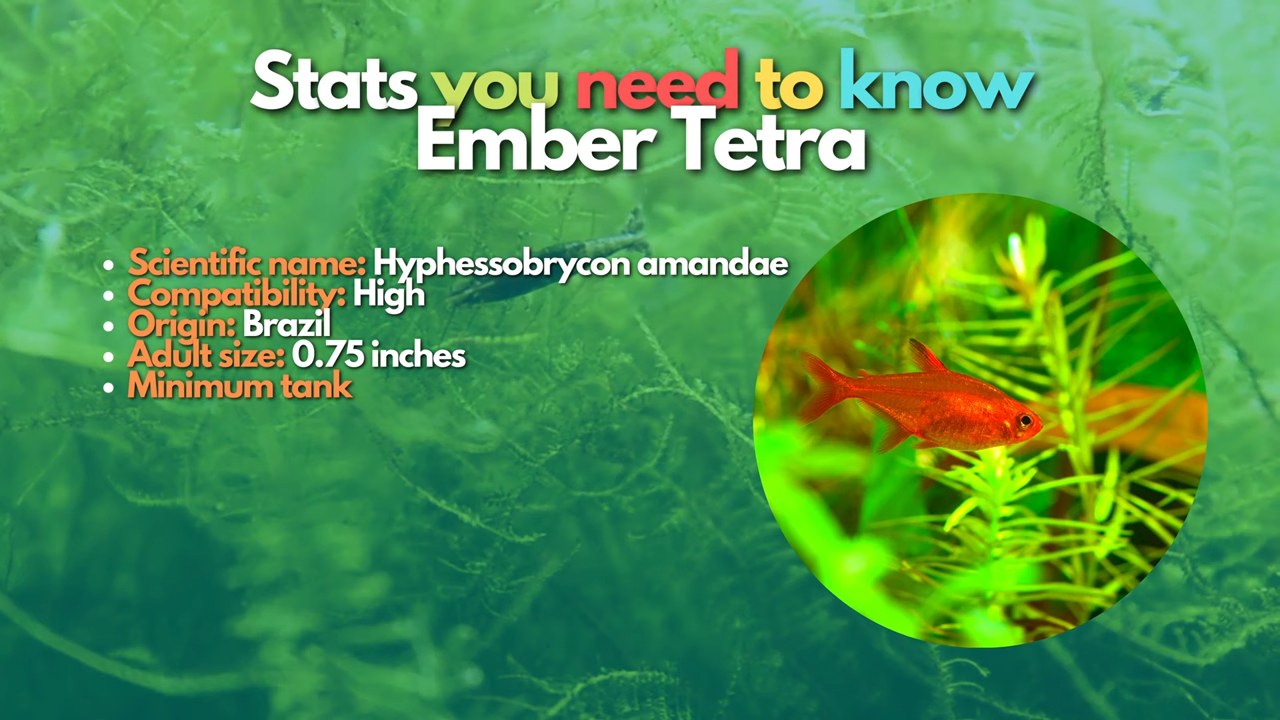 Stats you need to know
Ember Tetra
• Scientific name: Hyphessobrycon amandae
• Compatibility: High
• Origin: Brazil
• Adult size: 0.75 inches
• Minimum tank